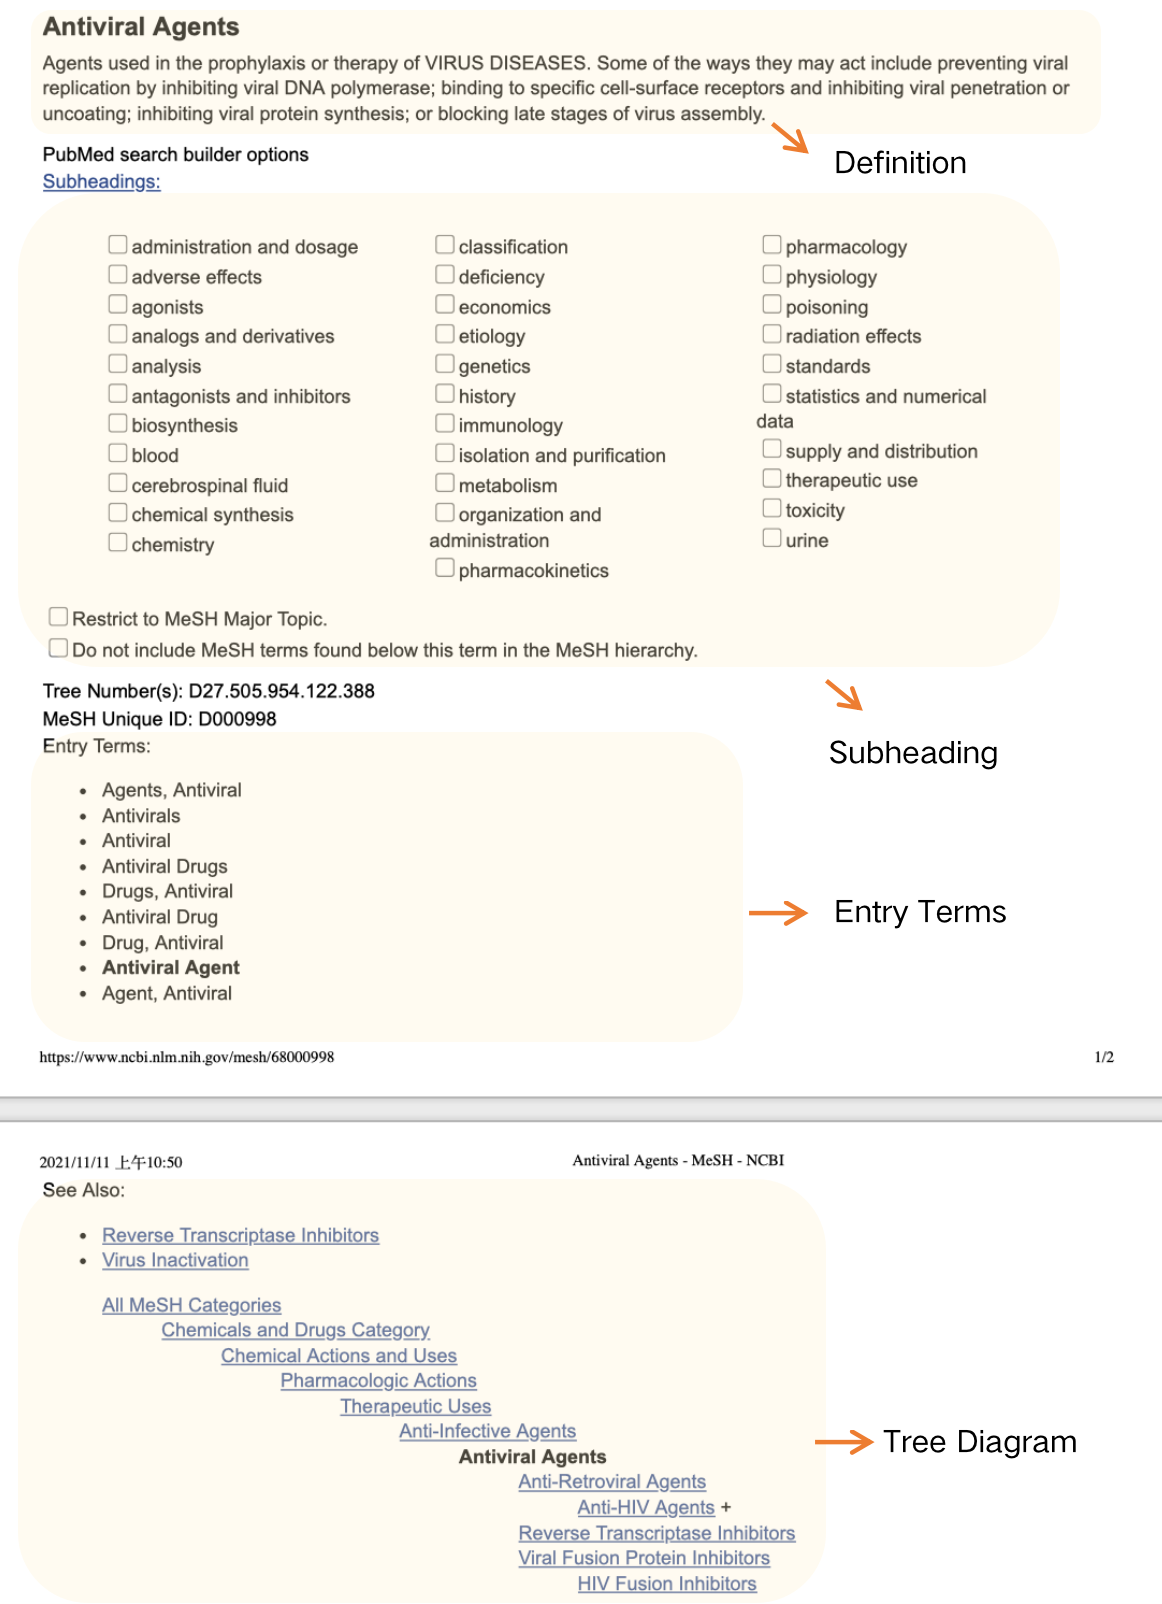 Antiviral Agents
Agents used in the prophylaxis or therapy of VIRUS DISEASES. Some of the ways they may act include preventing viral
replication by inhibiting viral DNA polymerase; binding to specific cell-surface receptors and inhibiting viral penetration or
uncoating; inhibiting viral protein synthesis; or blocking late stages of virus assembly.
Definition
PubMed search builder options
Subheadings:
administration and dosage
adverse effects
agonists
analogs and derivatives
analysis
antagonists and inhibitors
biosynthesis
blood
cerebrospinal fluid
chemical synthesis
chemistry
classification
deficiency
economics
etiology
genetics
history
immunology
isolation and purification
metabolism
organization and
administration
pharmacokinetics
pharmacology
physiology
poisoning
radiation effects
standards
statistics and numerical
data
supply and distribution
therapeutic use
toxicity
urine
Restrict to MeSH Major Topic.
Do not include MeSH terms found below this term in the MeSH hierarchy.
Subheading
Tree Number(s): D27.505.954.122.388
MeSH Unique ID: D000998
Entry Terms:
Agents, Antiviral
Antivirals
Antiviral
Antiviral Drugs
Drugs, Antiviral
Antiviral Drug
Drug, Antiviral
Antiviral Agent
Agent, Antiviral
Entry Terms
https://www.ncbi.nlm.nih.gov/mesh/68000998 1/2
2021/11/11 上午10:50 Antiviral Agents - MeSH - NCBI
See Also:
Reverse Transcriptase Inhibitors
Virus Inactivation
All MeSH Categories
Chemicals and Drugs Category
Chemical Actions and Uses
Pharmacologic Actions
Therapeutic Uses
Anti-Infective Agents
Antiviral Agents
Anti-Retroviral Agents
Anti-HIV Agents +
Reverse Transcriptase Inhibitors
Viral Fusion Protein Inhibitors
HIV Fusion Inhibitors
Tree Diagram